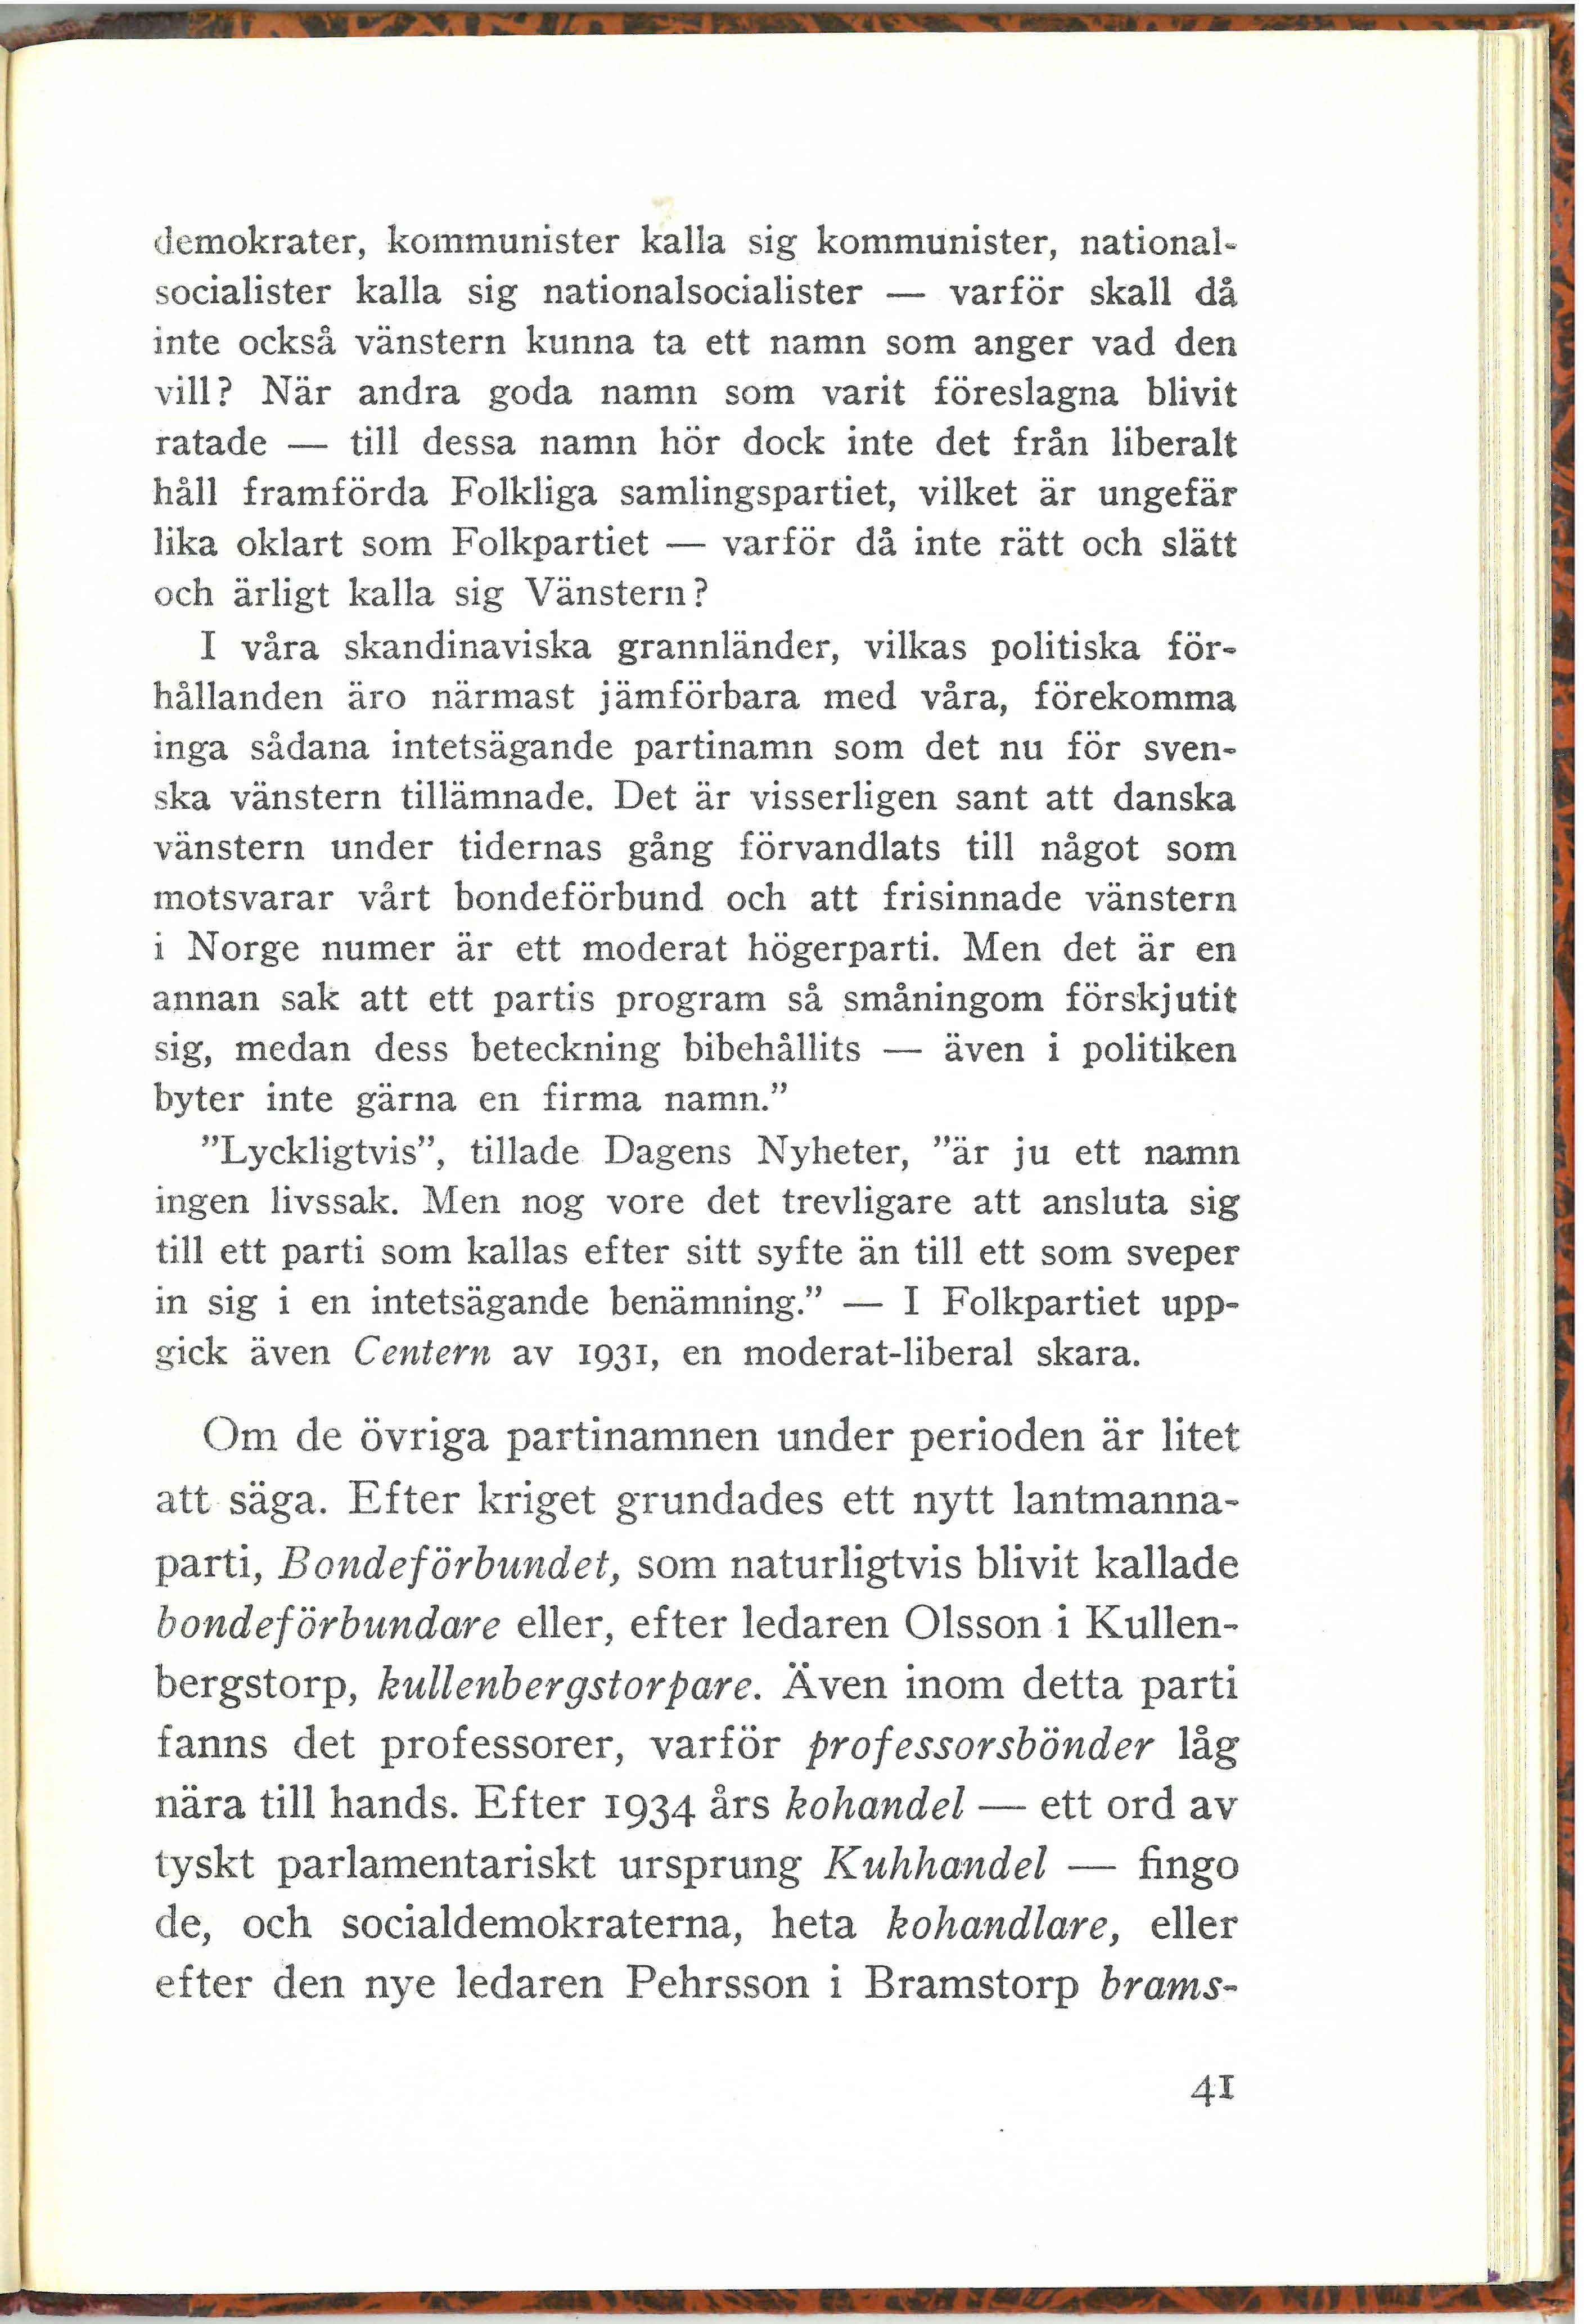 demokrater, kommunister kalla sig kommunister, national-
socialister kalla sig nationalsocialister — varför skall då
inte också vänstern kunna ta ett namn som anger vad den
vill? När andra goda namn som varit föreslagna blivit
ratade — till dessa namn hör dock inte det från liberalt
håll framförda Folkliga samlingspartiet, vilket är ungefär
lika oklart som Folkpartiet — varför då inte rätt och slätt
och ärligt kalla sig Vänstern?
I våra skandinaviska grannländer, vilkas politiska för-
hållanden äro närmast jämförbara med våra, förekomma
inga sådana intetsägande partinamn som det nu för sven-
ska vänstern tillämnade. Det är visserligen sant att danska
vänstern under tidernas gång förvandlats till något som
motsvarar vårt bondeförbund och att frisinnade vänstern
i Norge numer är ett moderat högerparti. Men det är en
annan sak att ett partis program så småningom förskjutit
sig, medan dess beteckning bibehållits — även i politiken
byter inte gärna en firma namn.”
”Lyckligtvis”, tillade Dagens Nyheter, ”är ju ett namn
ingen livssak. Men nog vore det trevligare att ansluta sig
till ett parti som kallas efter sitt syfte än till ett som sveper
in sig i en intetsägande benämning.” — I Folkpartiet upp-
gick även Centern av 1931, en moderat-liberal skara.
Om de övriga partinamnen under perioden är litet
att säga. Efter kriget grundades ett nytt lantmanna-
parti, Bondeförbundet, som naturligtvis blivit kallade
bondeförbundare eller, efter ledaren Olsson i Kullen-
bergstorp, kullenbergstorpare. Även inom detta parti
fanns det professorer, varför professorsbönder låg
nära till hands. Efter 1934 års kohandel — ett ord av
tyskt parlamentariskt ursprung Kuhhandel — fingo
de, och socialdemokraterna, heta kohandlare, eller
efter den nye ledaren Pehrsson i Bramstorp brams-
41